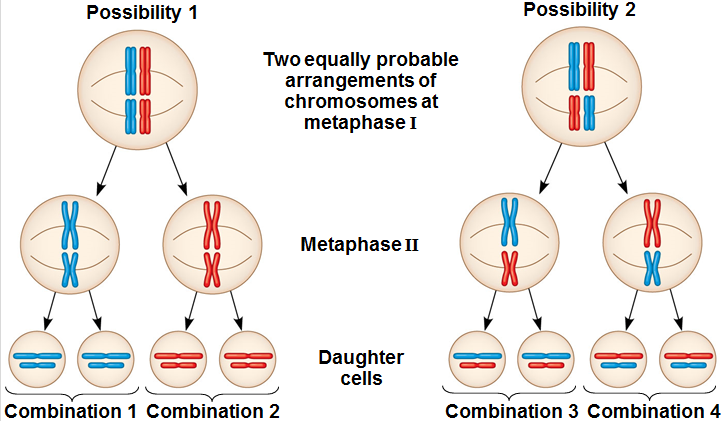 Possibility 1
Possibility 2
Two equally probable
arrangements of
chromosomes at
metaphase I
Metaphase II
Daughter
cells
Combination 1
Combination 2
Combination 3
Combination 4